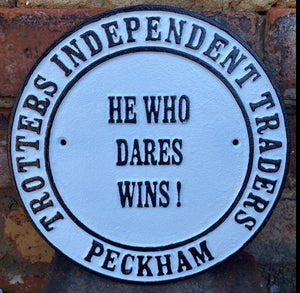 TROTTERS INDEPENDENT TRADERS
HE WHO
DARES
WINS !
PECKHAM